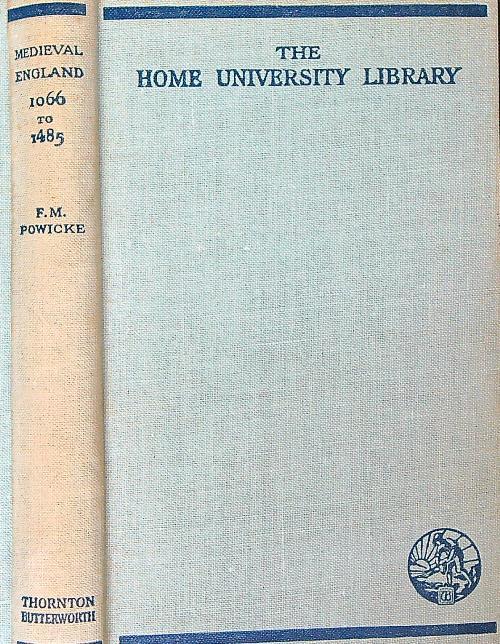 MEDIEVAL
ENGLAND
1066
TO
1485
F.M.
POWICKE
THORNTON
BUTTERWORTH
THE
HOME UNIVERSITY LIBRARY